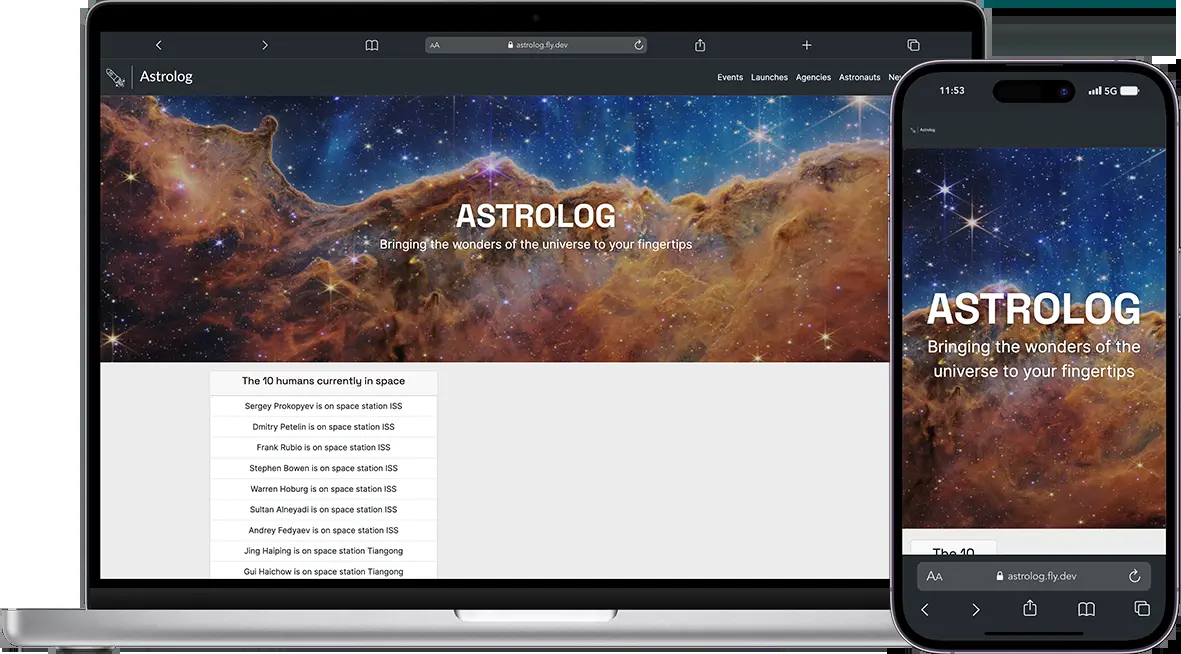 AA astrolog.fly.dev
Astrolog
Events Launches Agencies Astronauts
ASTROLOG
Bringing the wonders of the universe to your fingertips
The 10 humans currently in space
Sergey Prokopyev is on space station ISS
Dmitry Petelin is on space station ISS
Frank Rubio is on space station ISS
Stephen Bowen is on space station ISS
Warren Hoburg is on space station ISS
Sultan Alneyadi is on space station ISS
Andrey Fedyaev is on space station ISS
Jing Haiping is on space station Tiangong
Gui Haichow is on space station Tiangong
11:53 5G
Astrolog
ASTROLOG
Bringing the wonders of the
universe to your fingertips
The 10
AA astrolog.fly.dev